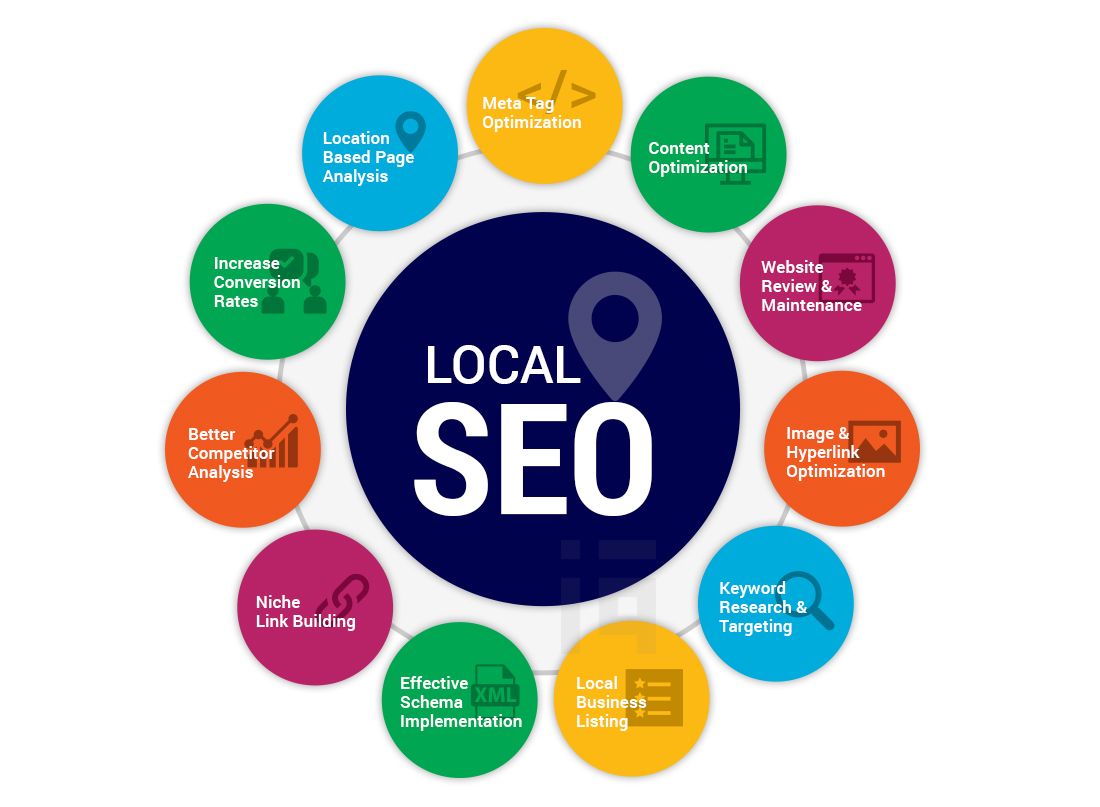 Meta Tag
Optimization
Content
Optimization
Website
Review &
Maintenance
Image &
Hyperlink
Optimization
Keyword
Research &
Targeting
Local
Business
Listing
Effective
Schema
Implementation
XML
Niche
Link Building
Better
Competitor
Analysis
Increase
Conversion
Rates
Location
Based Page
Analysis
</>
LOCAL
SEO